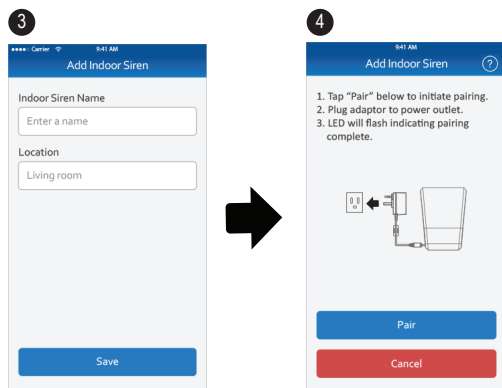 3
Carrier 9:41 AM
Add Indoor Siren
Indoor Siren Name
Enter a name
Location
Living room
Save
4
9:41 AM
Add Indoor Siren ?
1. Tap “Pair” below to initiate pairing.
2. Plug adaptor to power outlet.
3. LED will flash indicating pairing
complete.
Pair
Cancel